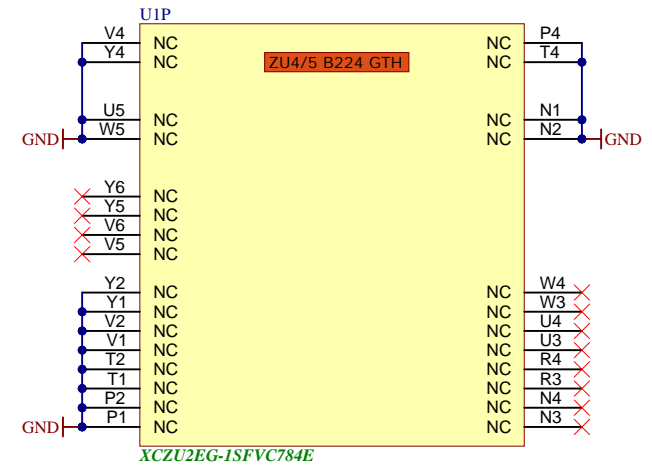 U1P
V4 NC NC P4
Y4 NC ZU4/5 B224 GTH NC T4
U5 NC NC N1
GND W5 NC NC N2 GND
Y6 NC
Y5 NC
V6 NC
V5 NC
Y2 NC NC W4
Y1 NC NC W3
V2 NC NC U4
V1 NC NC U3
T2 NC NC R4
T1 NC NC R3
P2 NC NC N4
GND P1 NC NC N3
XCZU2EG-1SFVC784E